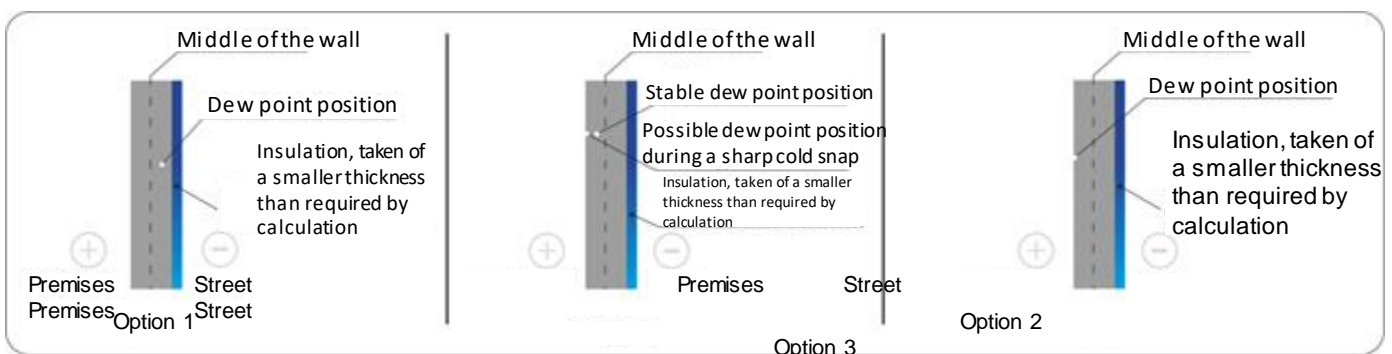 Middle of the wall
Dew point position
Insulation, taken of
a smaller thickness
than required by
calculation
Premises Street
Premises Street
Option 1
Middle of the wall
Stable dew point position
Possible dew point position
during a sharp cold snap
Insulation, taken of a smaller
thickness than required by
calculation
Premises Street
Option 3
Middle of the wall
Dew point position
Insulation, taken of
a smaller thickness
than required by
calculation
Option 2